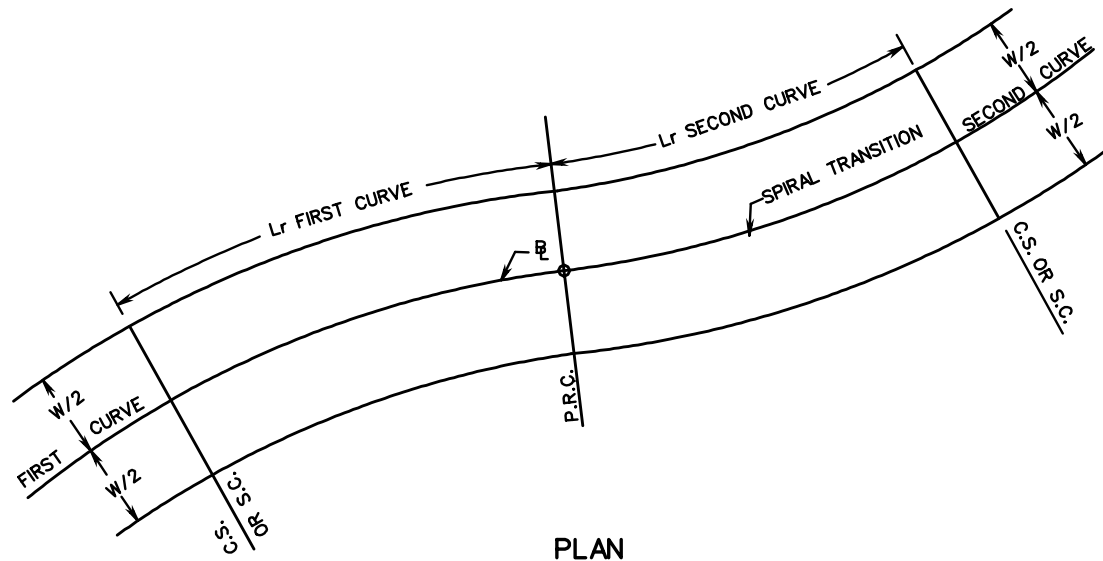 W/2
CURVE
SECOND
W/2
Lr SECOND CURVE
SPIRAL TRANSITION
Lr FIRST CURVE
BL
C.S. OR S.C.
P.R.C.
W/2
CURVE
FIRST
W/2
C.S.
OR S.C.
PLAN